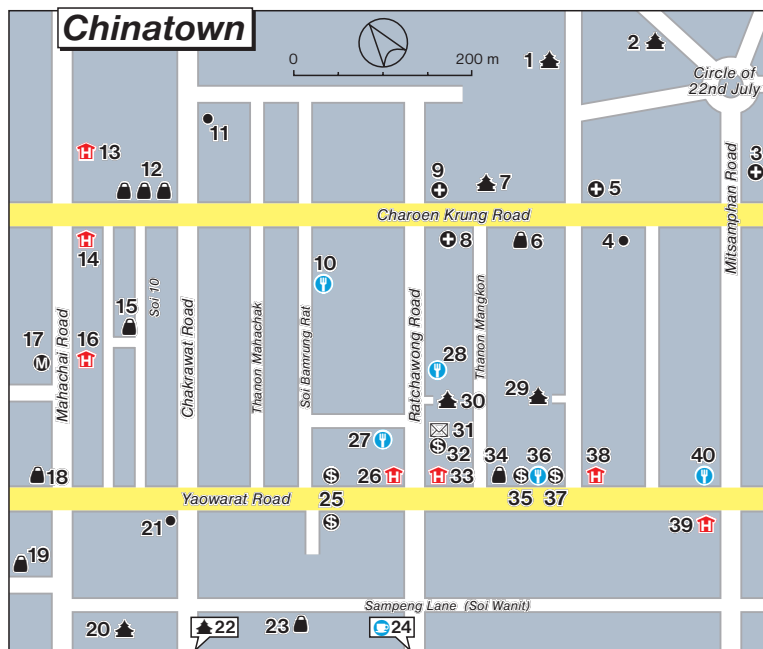 Chinatown
0
200 m
1
2
Circle of
22nd July
11
13
12
9
7
5
3
Charoen Krung Road
14
10
8
6
4
Mitsamphan Road
Soi 10
15
17
16
Mahachai Road
Chakrawat Road
Thanon Mahachak
Soi Bamrung Rat
Ratchawong Road
Thanon Mangkon
28
29
30
31
27
$
32
34
36
38
40
18
$
26
33
$
$
Yaowarat Road
25
35
37
21
$
39
19
Sampeng Lane (Soi Wanit)
20
22
23
24
H
H
H
H
H
H
H
M